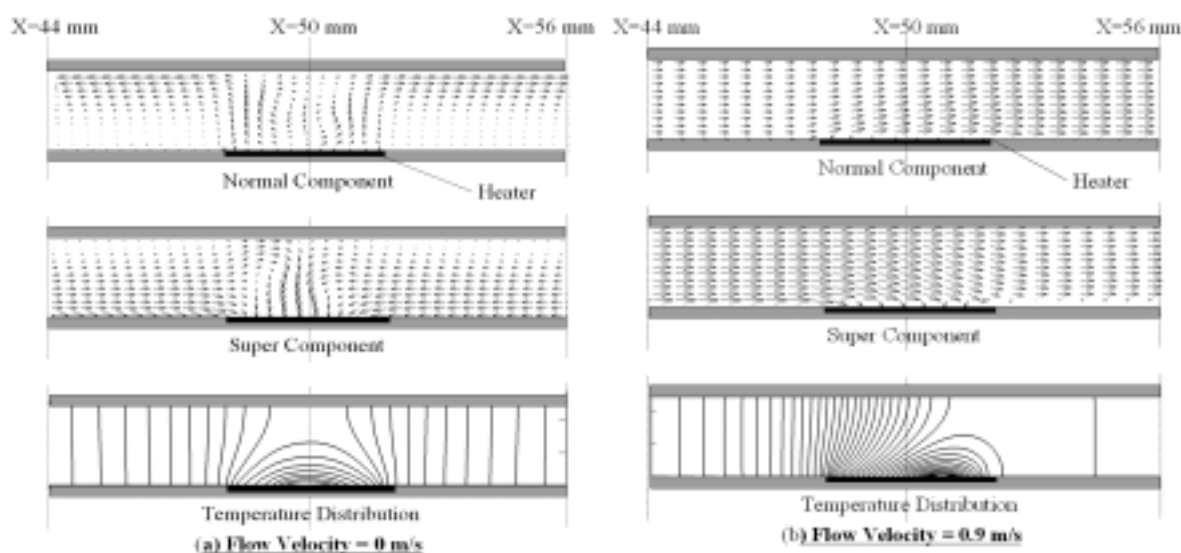 X=44 mm
X=50 mm
X=56 mm
Normal Component
Heater
Super Component
Temperature Distribution
(a) Flow Velocity = 0 m/s
X=44 mm
X=50 mm
X=56 mm
Normal Component
Heater
Super Component
Temperature Distribution
(b) Flow Velocity = 0.9 m/s